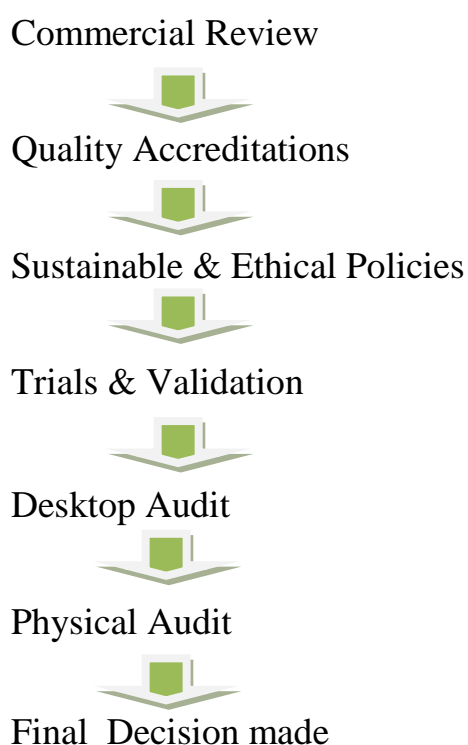 Commercial Review
Quality Accreditations
Sustainable & Ethical Policies
Trials & Validation
Desktop Audit
Physical Audit
Final  Decision made